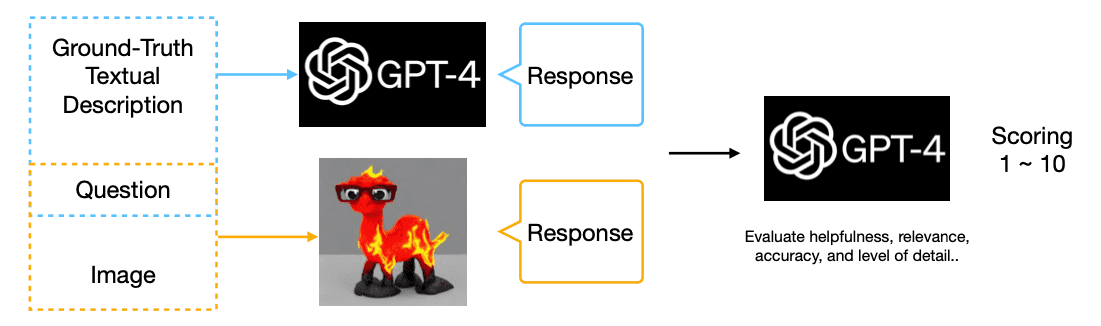 Ground-Truth
Textual
Description
Question
Image
GPT-4
Response
Response
GPT-4
Scoring
1 ~ 10
Evaluate helpfulness, relevance,
accuracy, and level of detail..